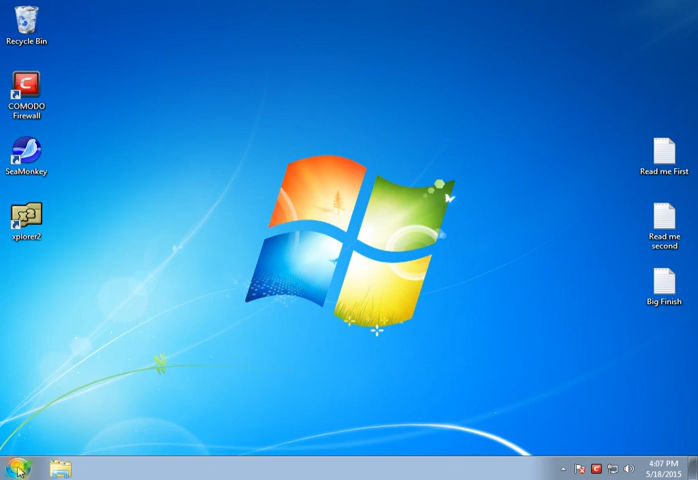 Recycle Bin
COMODO
Firewall
SeaMonkey
xplorer2
Read me First
Read me
second
Big Finish
4:07 PM
5/18/2015